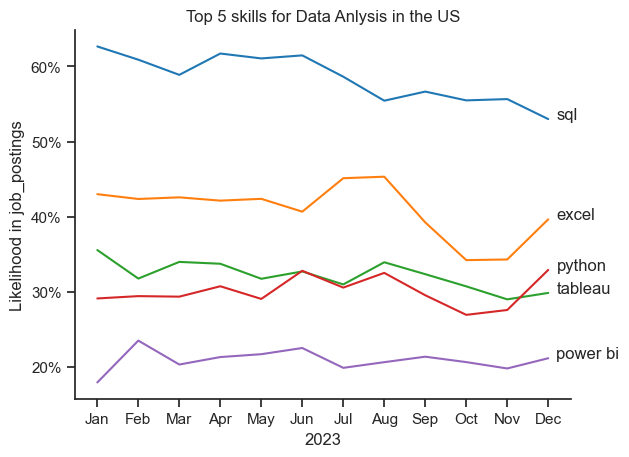 Top 5 skills for Data Anlysis in the US
Likelihood in job_postings
60%
50%
40%
30%
20%
sql
excel
python
tableau
power bi
Jan Feb Mar Apr May Jun Jul Aug Sep Oct Nov Dec
2023